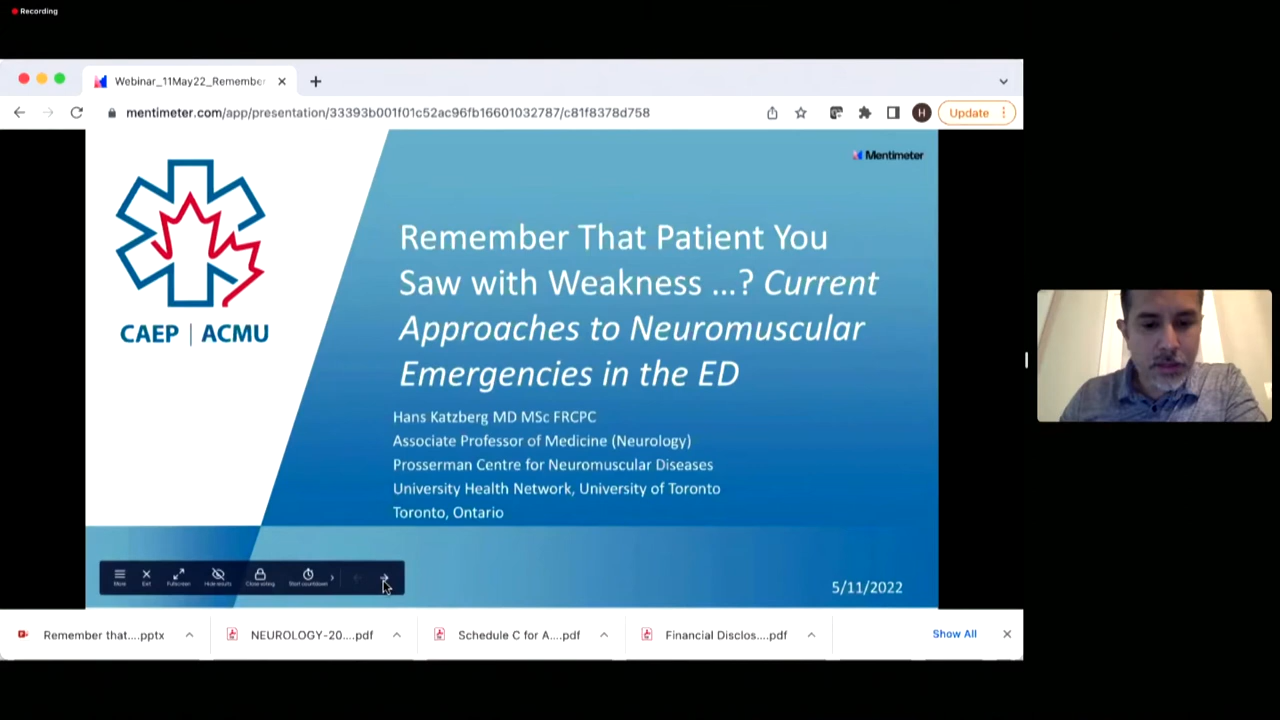 Recording
Webinar_11May22_Remember
mentimeter.com/app/presentation/33393b001f01c52ac96fb16601032787/c81f8378d758
H
Update
Mentimeter
CAEP | ACMU
Remember That Patient You
Saw with Weakness ...? Current
Approaches to Neuromuscular
Emergencies in the ED
Hans Katzberg MD MSc FRCPC
Associate Professor of Medicine (Neurology)
Prosserman Centre for Neuromuscular Diseases
University Health Network, University of Toronto
Toronto, Ontario
More Exit Fullscreen Hide results Close voting Start countdown
5/11/2022
Remember that....pptx
NEUROLOGY-20....pdf
Schedule C for A....pdf
Financial Disclos....pdf
Show All